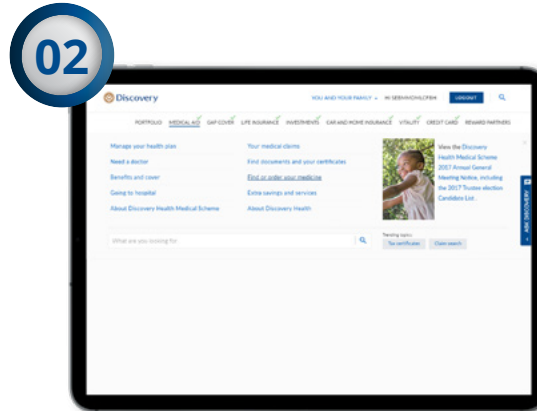 02
Discovery
YOU AND YOUR FAMILY
LOGOUT
PORTFOLIO MEDICAL AID GAP COVER LIFE INSURANCE INVESTMENTS CAR AND HOME INSURANCE VITALITY CREDIT CARD REWARD PARTNERS
Manage your health plan
Need a doctor
Benefits and cover
Going to hospital
About Discovery Health Medical Scheme
Your medical claims
Find documents and your certificates
Find or order your medicine
Extra savings and services
About Discovery Health
View the Discovery
Health Medical Scheme
2017 Annual General
Meeting Notice, including
the 2017 Trustee election
Candidate List.
ASK DISCOVERY
What are you looking for
Trending topics:
Tax certificates Claim search